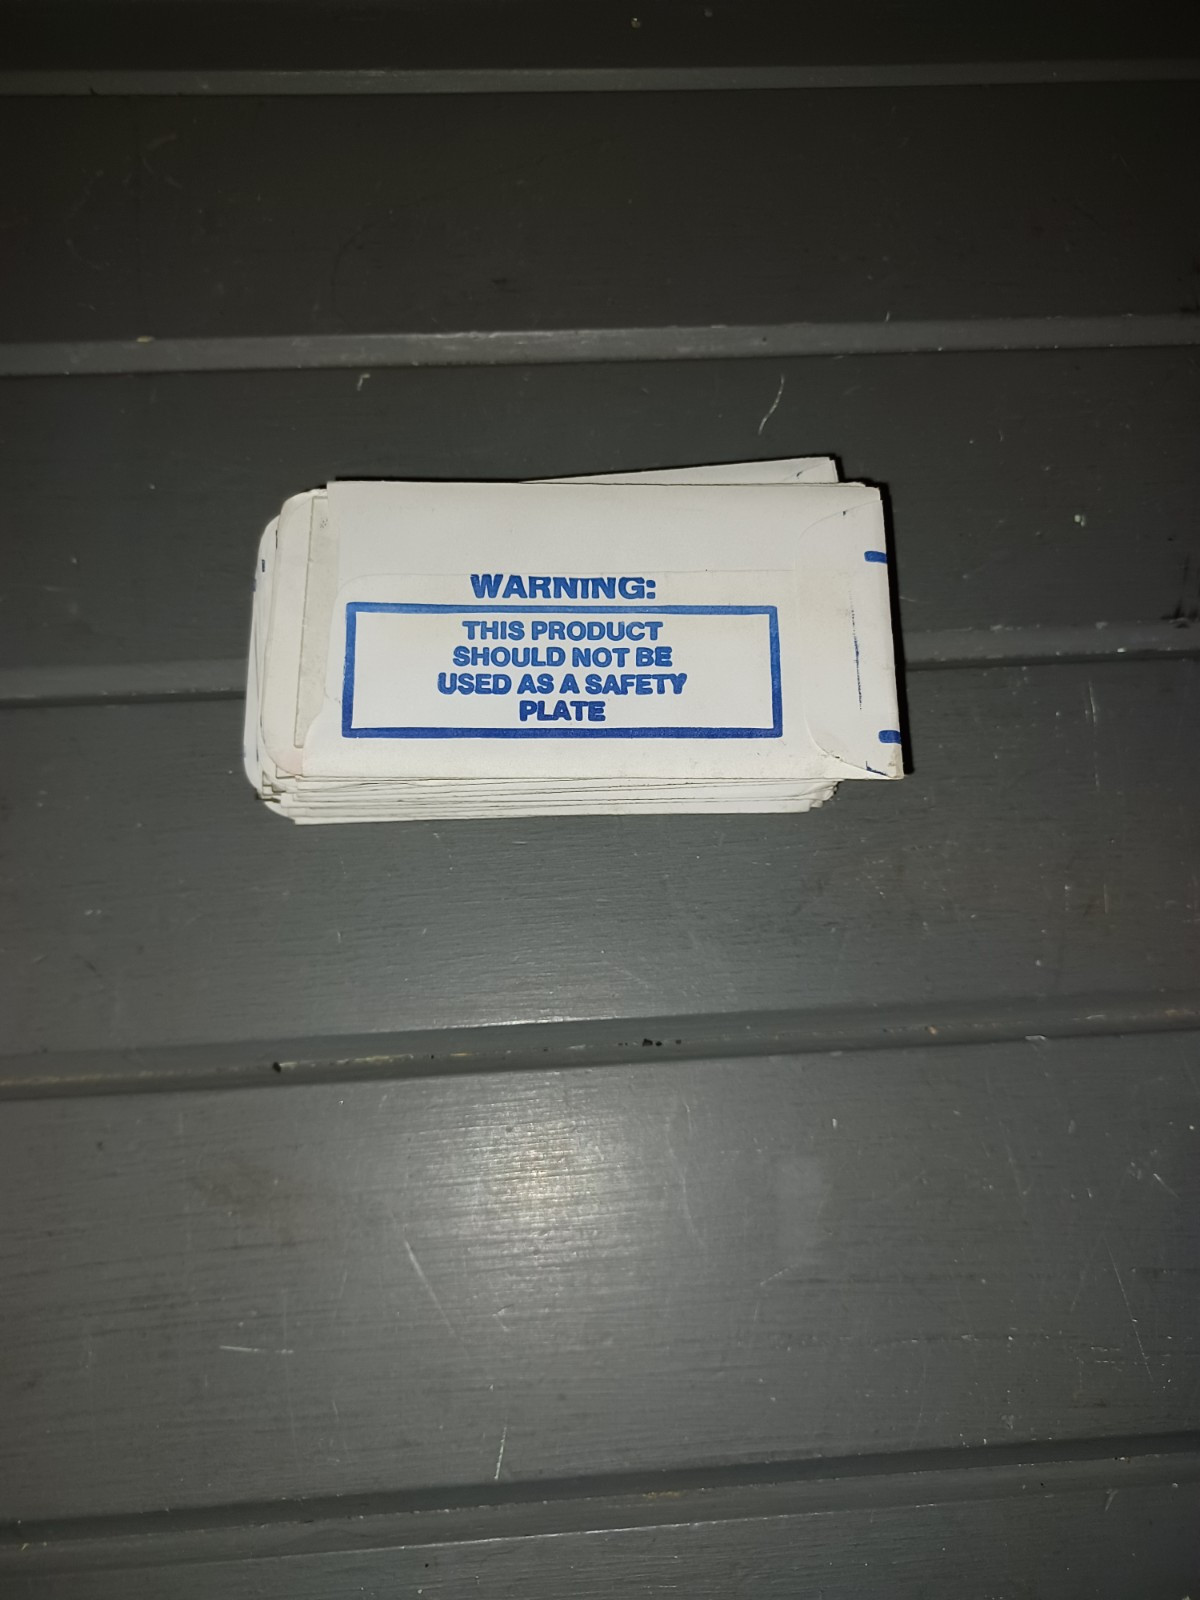 WARNING:
THIS PRODUCT
SHOULD NOT BE
USED AS A SAFETY
PLATE